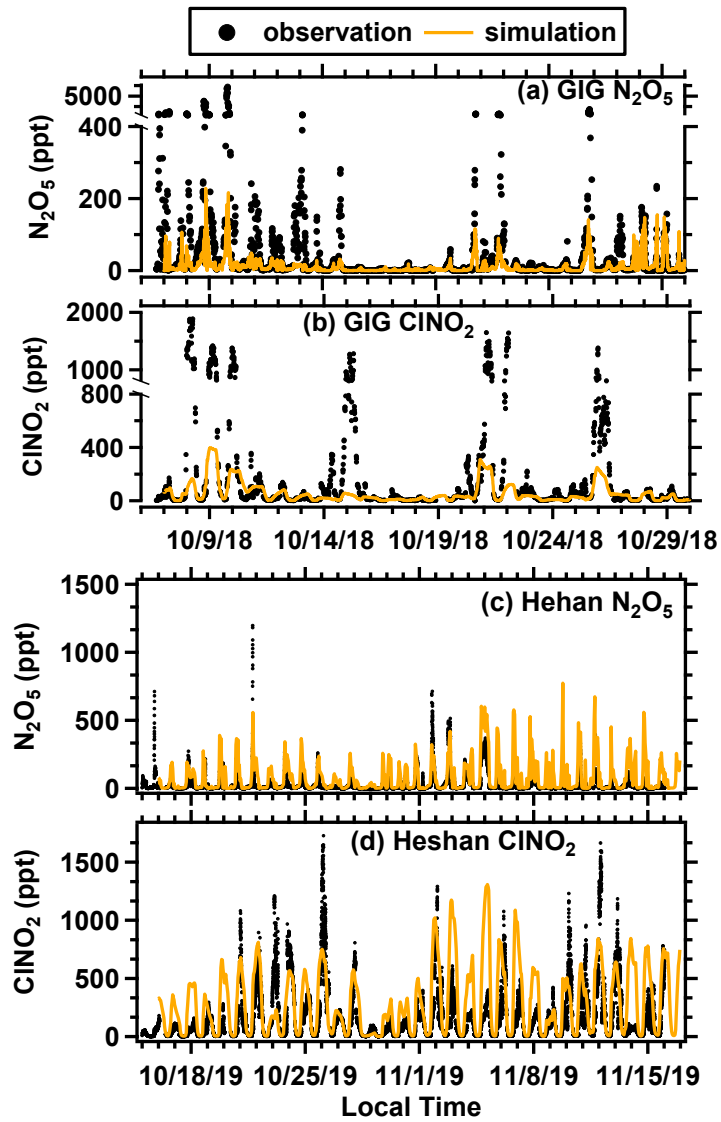 observation simulation
(a) GIG N₂O₅
N₂O₅ (ppt)
5000
400
200
0
(b) GIG ClNO₂
ClNO₂ (ppt)
2000
1000
800
400
0
10/9/18 10/14/18 10/19/18 10/24/18 10/29/18
(c) Hehan N₂O₅
N₂O₅ (ppt)
1500
1000
500
0
(d) Heshan ClNO₂
ClNO₂ (ppt)
1500
1000
500
0
10/18/19 10/25/19 11/1/19 11/8/19 11/15/19
Local Time